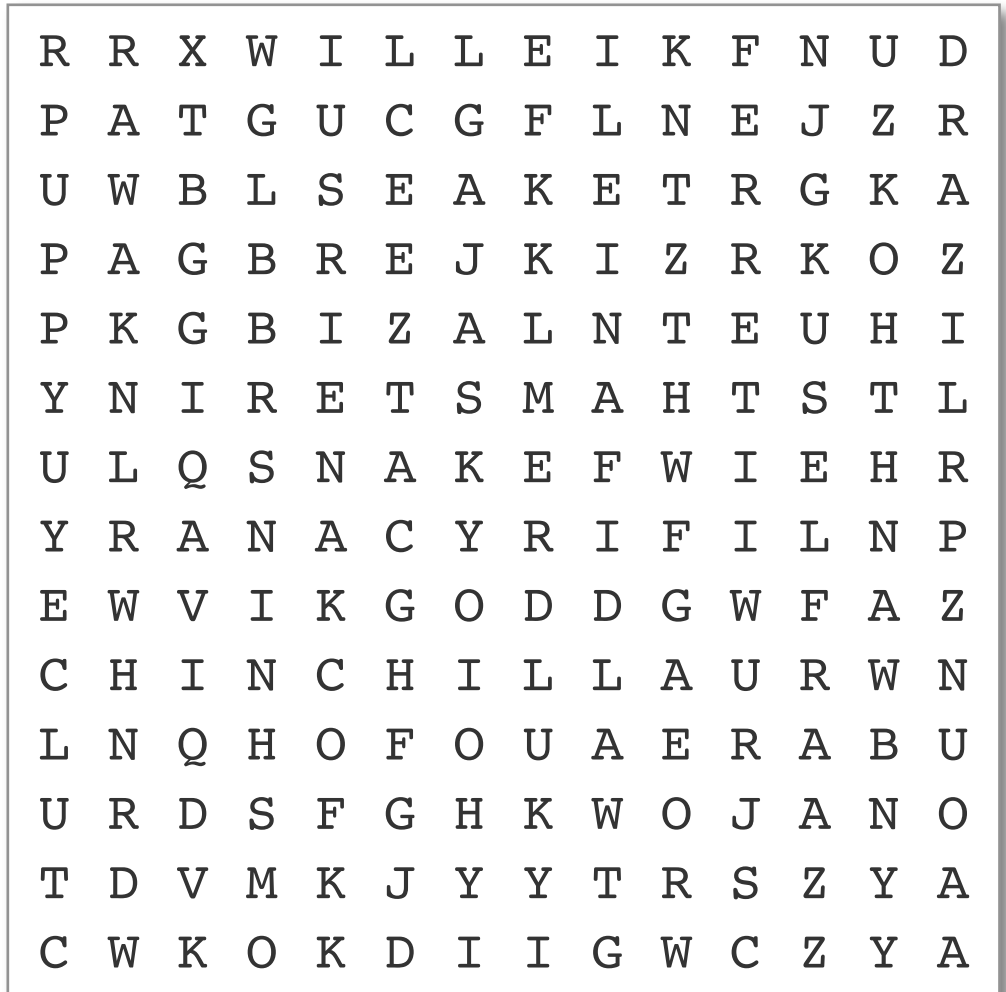 R R X W I L L E I K F N U D
P A T G U C G F L N E J Z R
U W B L S E A K E T R G K A
P A G B R E J K I Z R K O Z
P K G B I Z A L N T E U H I
Y N I R E T S M A H T S T L
U L Q S N A K E F W I E H R
Y R A N A C Y R I F I L N P
E W V I K G O D D G W F A Z
C H I N C H I L L A U R W N
L N Q H O F O U A E R A B U
U R D S F G H K W O J A N O
T D V M K J Y Y T R S Z Y A
C W K O K D I I G W C Z Y A